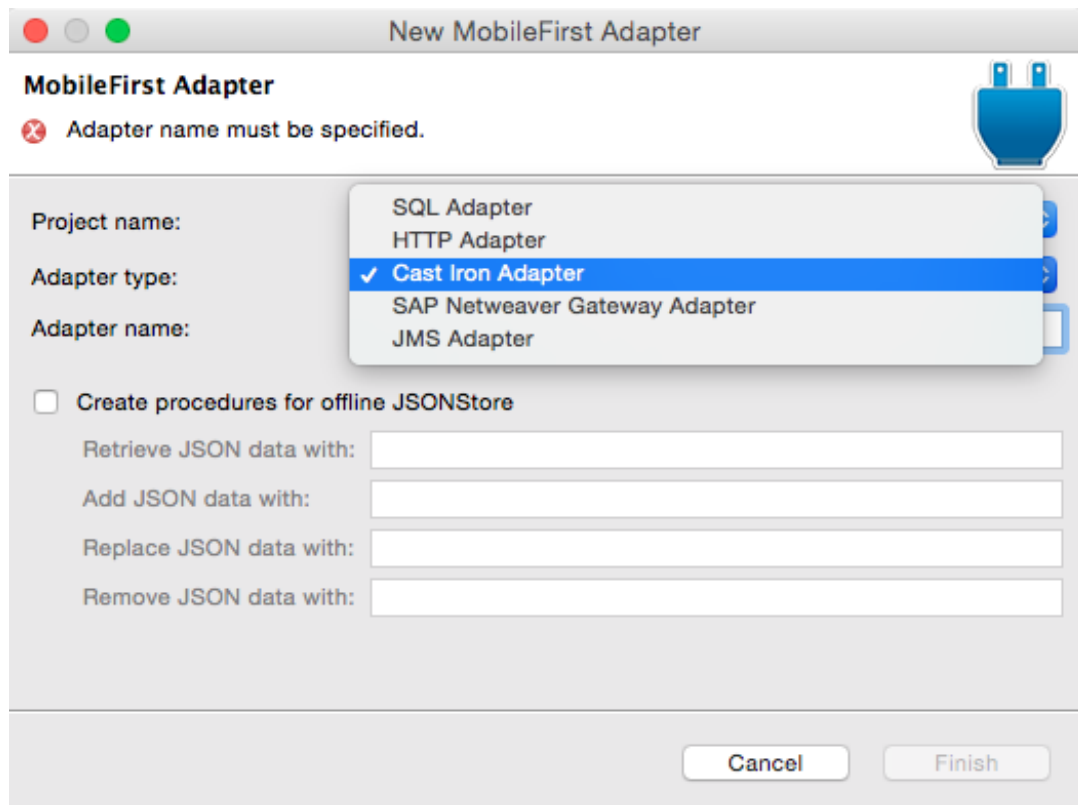 New MobileFirst Adapter
MobileFirst Adapter
Adapter name must be specified.
Project name:
SQL Adapter
HTTP Adapter
Adapter type:
✓ Cast Iron Adapter
SAP Netweaver Gateway Adapter
Adapter name:
JMS Adapter
Create procedures for offline JSONStore
Retrieve JSON data with:
Add JSON data with:
Replace JSON data with:
Remove JSON data with:
Cancel
Finish